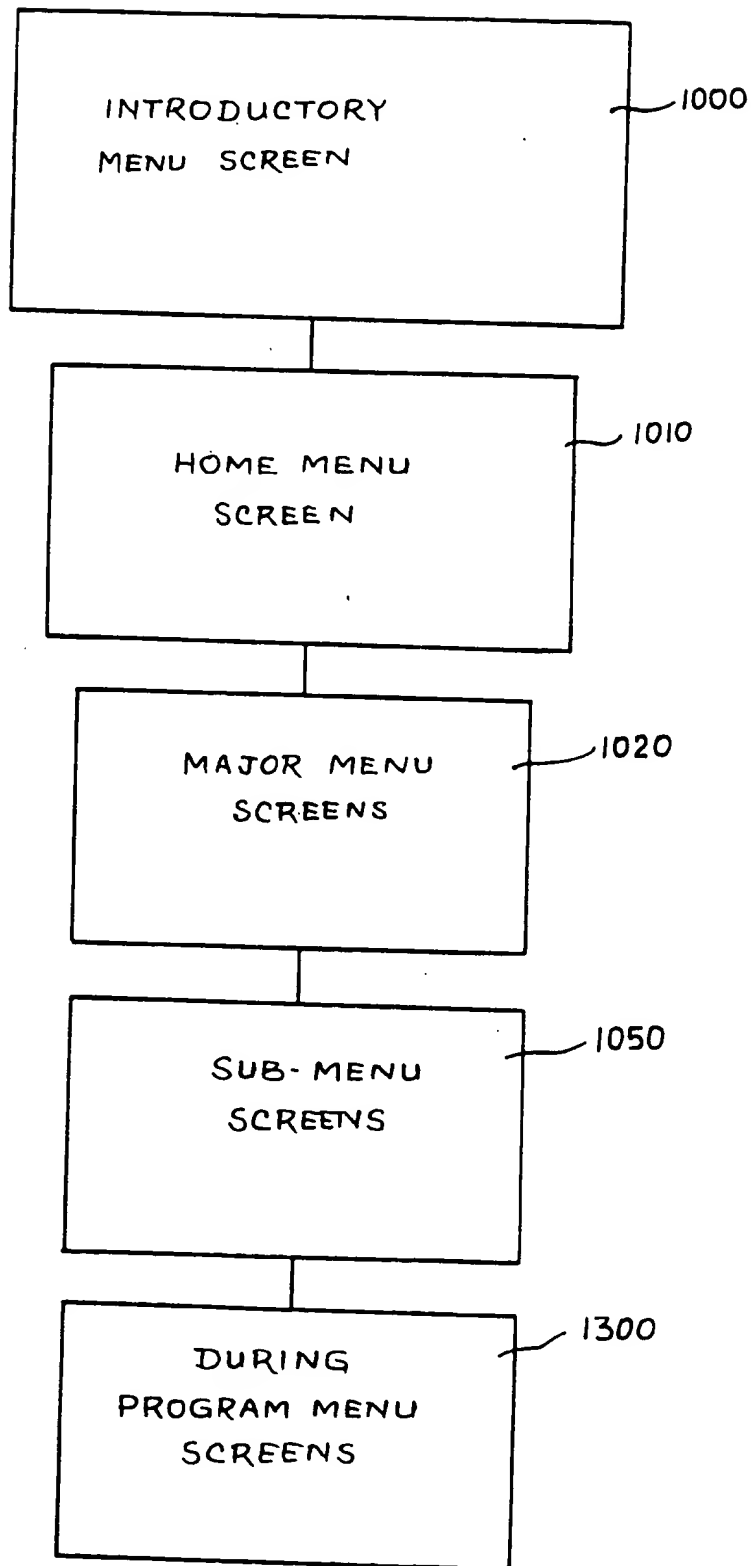 INTRODUCTORY
MENU SCREEN
1000
HOME MENU
SCREEN
1010
MAJOR MENU
SCREENS
1020
SUB-MENU
SCREENS
1050
DURING
PROGRAM MENU
SCREENS
1300